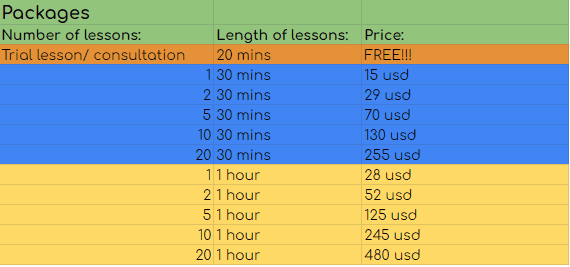 Packages
Number of lessons: Length of lessons: Price:
Trial lesson/ consultation 20 mins FREE!!!
1 30 mins 15 usd
2 30 mins 29 usd
5 30 mins 70 usd
10 30 mins 130 usd
20 30 mins 255 usd
1 1 hour 28 usd
2 1 hour 52 usd
5 1 hour 125 usd
10 1 hour 245 usd
20 1 hour 480 usd